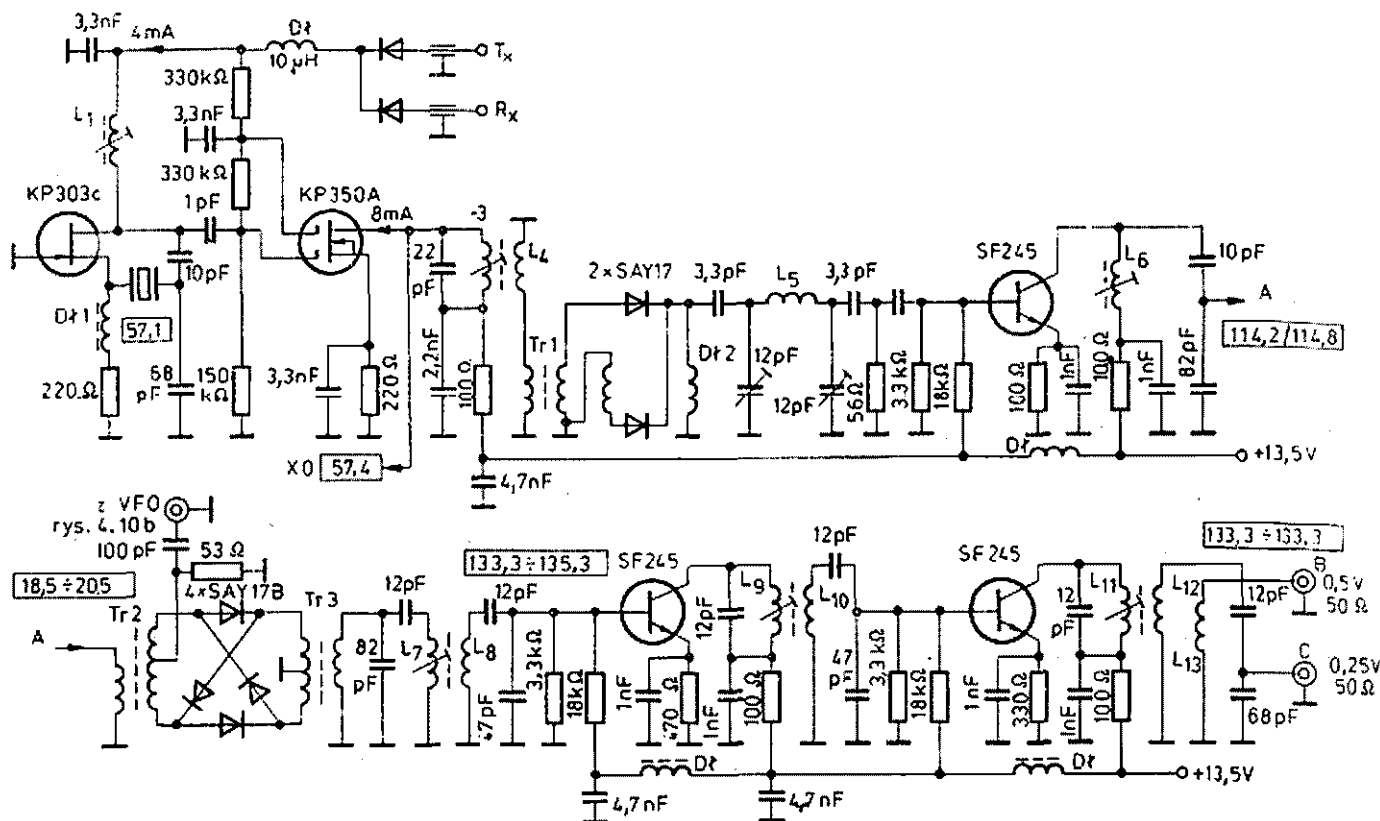 3,3nF
4mA
Dł
10μH
Tx
Rx
330kΩ
3,3nF
L1
330kΩ
1pF
KP303c
KP350A
8mA
10pF
Dł1
57,1
220Ω
68
pF
150
kΩ
3,3nF
220Ω
XO 57,4
-3
22
pF
L4
2,2nF
100Ω
4,7nF
Tr1
2×SAY17
Dł2
3,3pF
L5
3,3pF
12pF
12pF
56Ω
3.3kΩ
18kΩ
SF245
L6
10pF
A
114,2/114,8
100Ω
1nF
100Ω
1nF
82pF
Dł
+13,5V
z VFO
rys. 4.10b
100pF
53Ω
18,5÷20,5
4×SAY17B
A
Tr2
Tr3
82
pF
12pF
L7
L8
133,3÷135,3
12pF
47pF
3,3kΩ
18kΩ
SF245
1nF
470Ω
12pF
L9
1nF
100Ω
Dł
4,7nF
4,7nF
12pF
L10
47
pF
3,3kΩ
18kΩ
SF245
1nF
330Ω
12
pF
L11
1nF
100Ω
Dł
+13,5V
133,3÷133,3
L12
L13
12pF
B
0,5V
50Ω
C
0,25V
50Ω
68pF